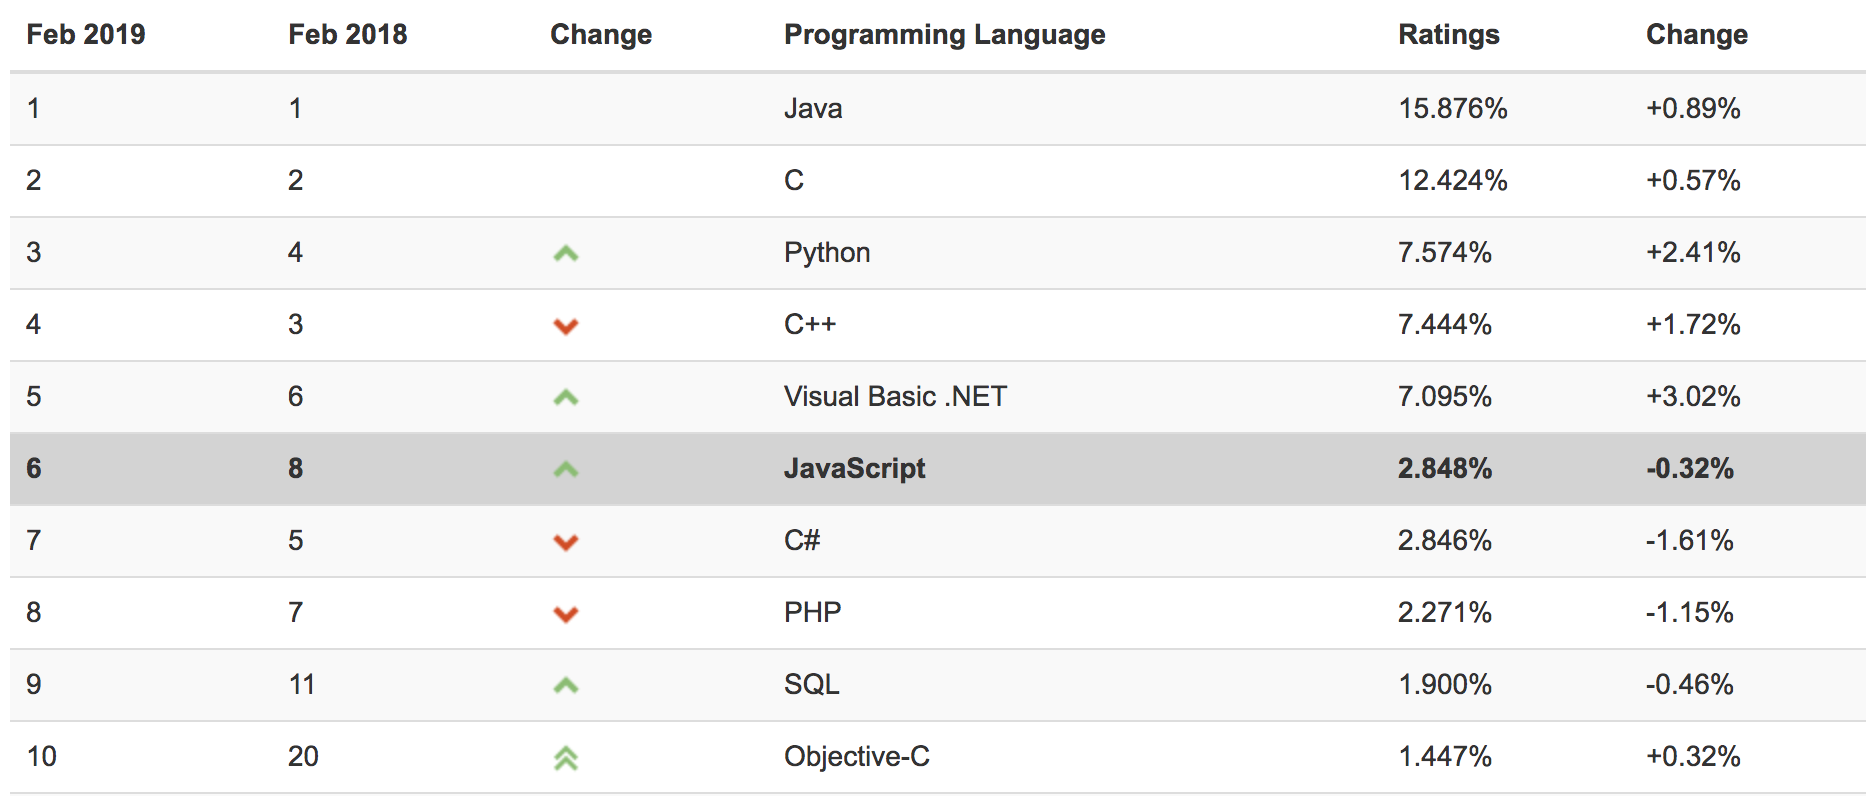 Feb 2019 Feb 2018 Change Programming Language Ratings Change
1 1 Java 15.876% +0.89%
2 2 C 12.424% +0.57%
3 4 Python 7.574% +2.41%
4 3 C++ 7.444% +1.72%
5 6 Visual Basic .NET 7.095% +3.02%
6 8 JavaScript 2.848% -0.32%
7 5 C# 2.846% -1.61%
8 7 PHP 2.271% -1.15%
9 11 SQL 1.900% -0.46%
10 20 Objective-C 1.447% +0.32%